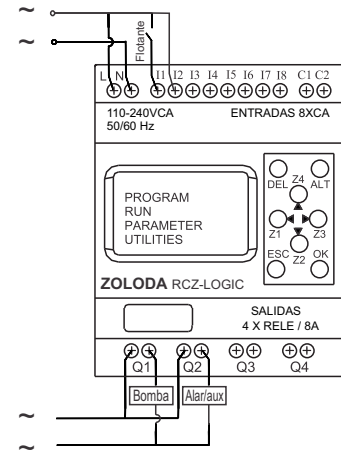 ~
~
Flotante
L N I1 I2 I3 I4 I5 I6 I7 I8 C1 C2
110-240VCA ENTRADAS 8XCA
50/60 Hz
PROGRAM
RUN
PARAMETER
UTILITIES
DEL Z4 ALT
Z1 Z3
ESC Z2 OK
ZOLODA RCZ-LOGIC
SALIDAS
4 X RELE / 8A
Q1 Q2 Q3 Q4
Bomba Alar/aux
~
~